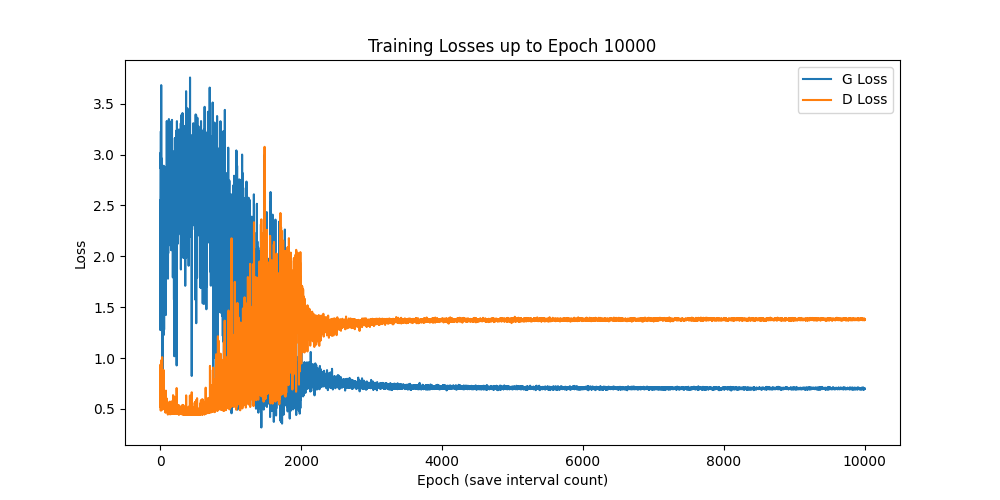 Training Losses up to Epoch 10000
G Loss
D Loss
3.5
3.0
2.5
2.0
1.5
1.0
0.5
Loss
0
2000
4000
6000
8000
10000
Epoch (save interval count)